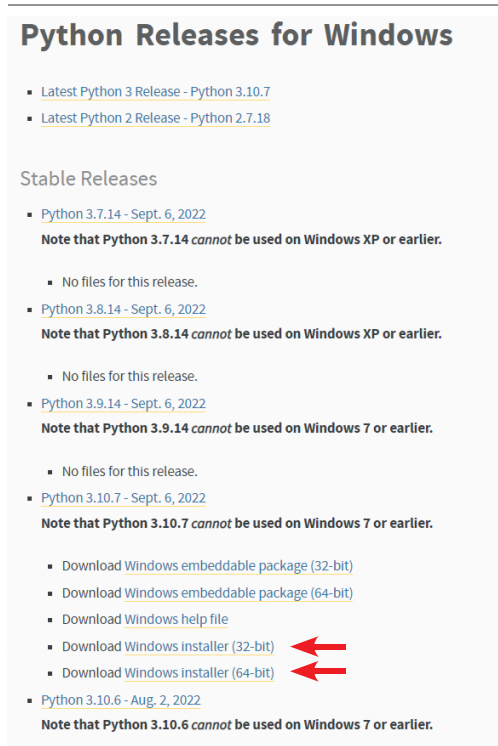 Python Releases for Windows
Latest Python 3 Release - Python 3.10.7
Latest Python 2 Release - Python 2.7.18
Stable Releases
Python 3.7.14 - Sept. 6, 2022
Note that Python 3.7.14 cannot be used on Windows XP or earlier.
No files for this release.
Python 3.8.14 - Sept. 6, 2022
Note that Python 3.8.14 cannot be used on Windows XP or earlier.
No files for this release.
Python 3.9.14 - Sept. 6, 2022
Note that Python 3.9.14 cannot be used on Windows 7 or earlier.
No files for this release.
Python 3.10.7 - Sept. 6, 2022
Note that Python 3.10.7 cannot be used on Windows 7 or earlier.
Download Windows embeddable package (32-bit)
Download Windows embeddable package (64-bit)
Download Windows help file
Download Windows installer (32-bit)
Download Windows installer (64-bit)
Python 3.10.6 - Aug. 2, 2022
Note that Python 3.10.6 cannot be used on Windows 7 or earlier.